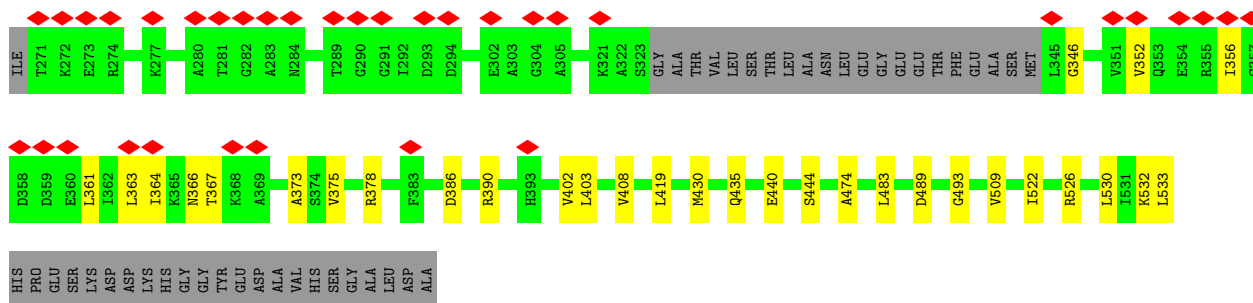 ILE T271 K272 E273 R274 K277 A280 T281 G282 A283 N284 T289 G290 G291 I292 D293 D294 E302 A303 G304 A305 K321 A322 S323 GLY ALA THR VAL LEU SER THR LEU ALA ASN LEU GLU GLY GLU GLU THR PHE GLU ALA SER MET L345 G346 V351 V352 Q353 E354 R355 I356 G357
D358 D359 E360 L361 I362 L363 I364 K365 N366 T367 K368 A369 A373 S374 V375 R378 F383 D386 R390 H393 V402 L403 V408 L419 M430 Q435 E440 S444 A474 L483 D489 G493 V509 I522 R526 L530 I531 K532 L533
HIS PRO GLU SER LYS ASP ASP LYS HIS GLY GLY TYR GLU ASP ALA VAL HIS SER GLY ALA LEU ASP ALA